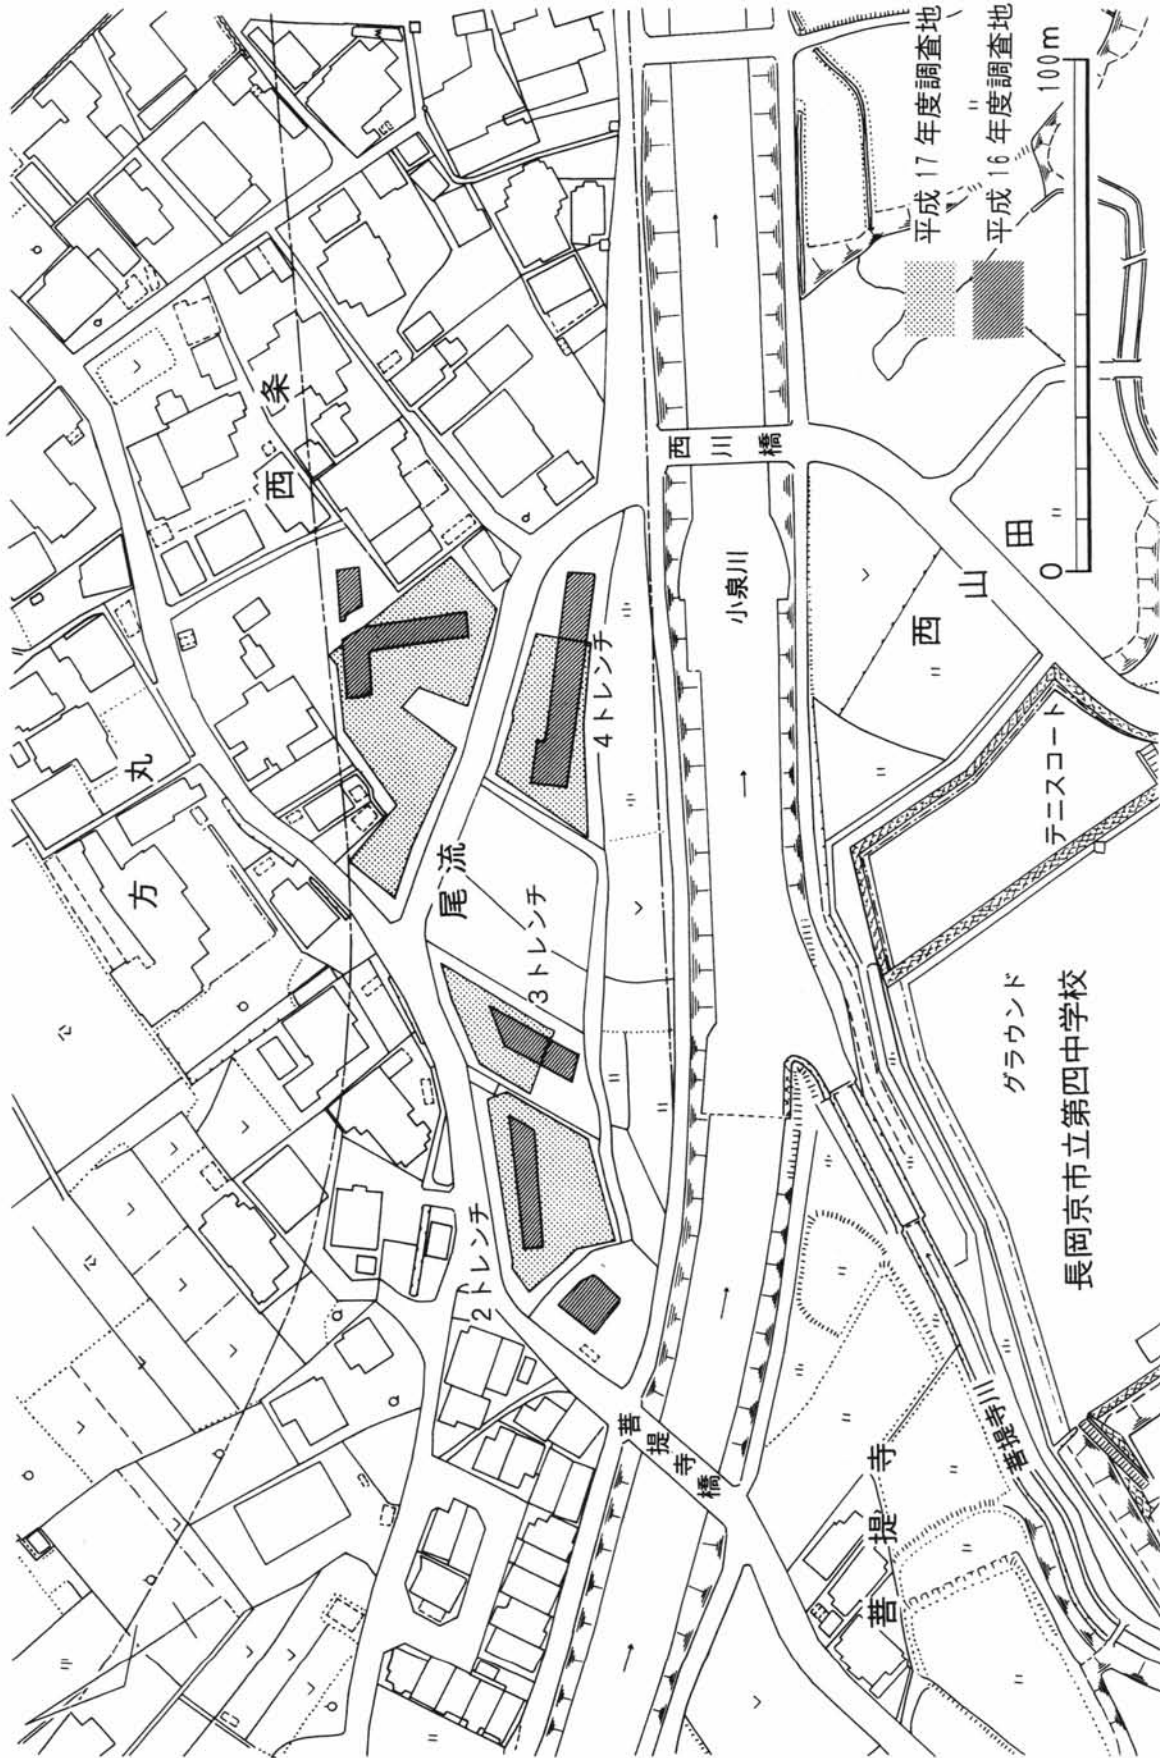 方丸
西条
尾流
2トレンチ
3トレンチ
4トレンチ
西川橋
小泉川
菩提寺橋
菩提寺
菩提寺川
西山田
テニスコート
グラウンド
長岡京市立第四中学校
平成17年度調査地
平成16年度調査地
0 100m